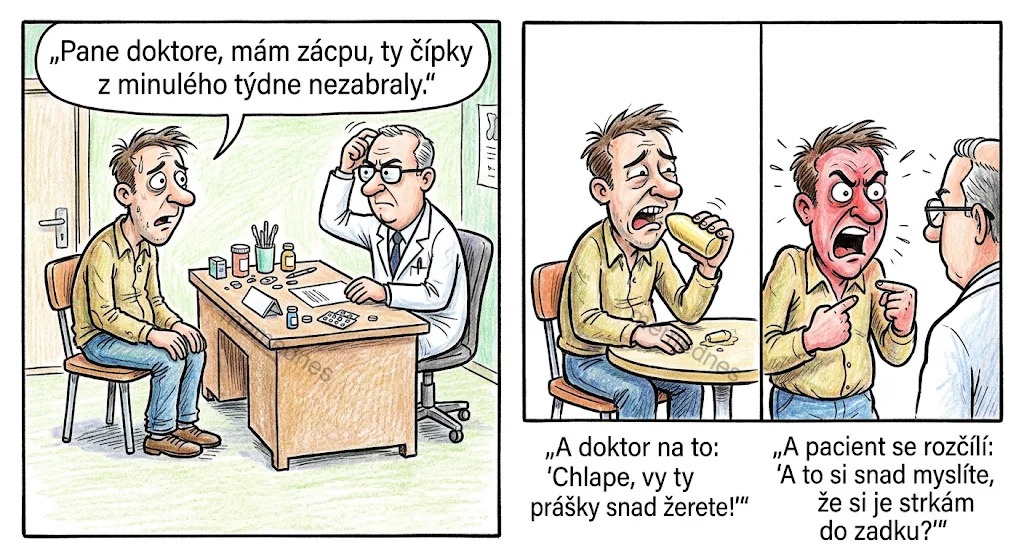 „Pane doktore, mám zácpu, ty čípky
z minulého týdne nezabraly.“
„A doktor na to:
'Chlape, vy ty
prášky snad žerete!'“
„A pacient se rozčílí:
'A to si snad myslíte,
že si je strkám
do zadku?'“